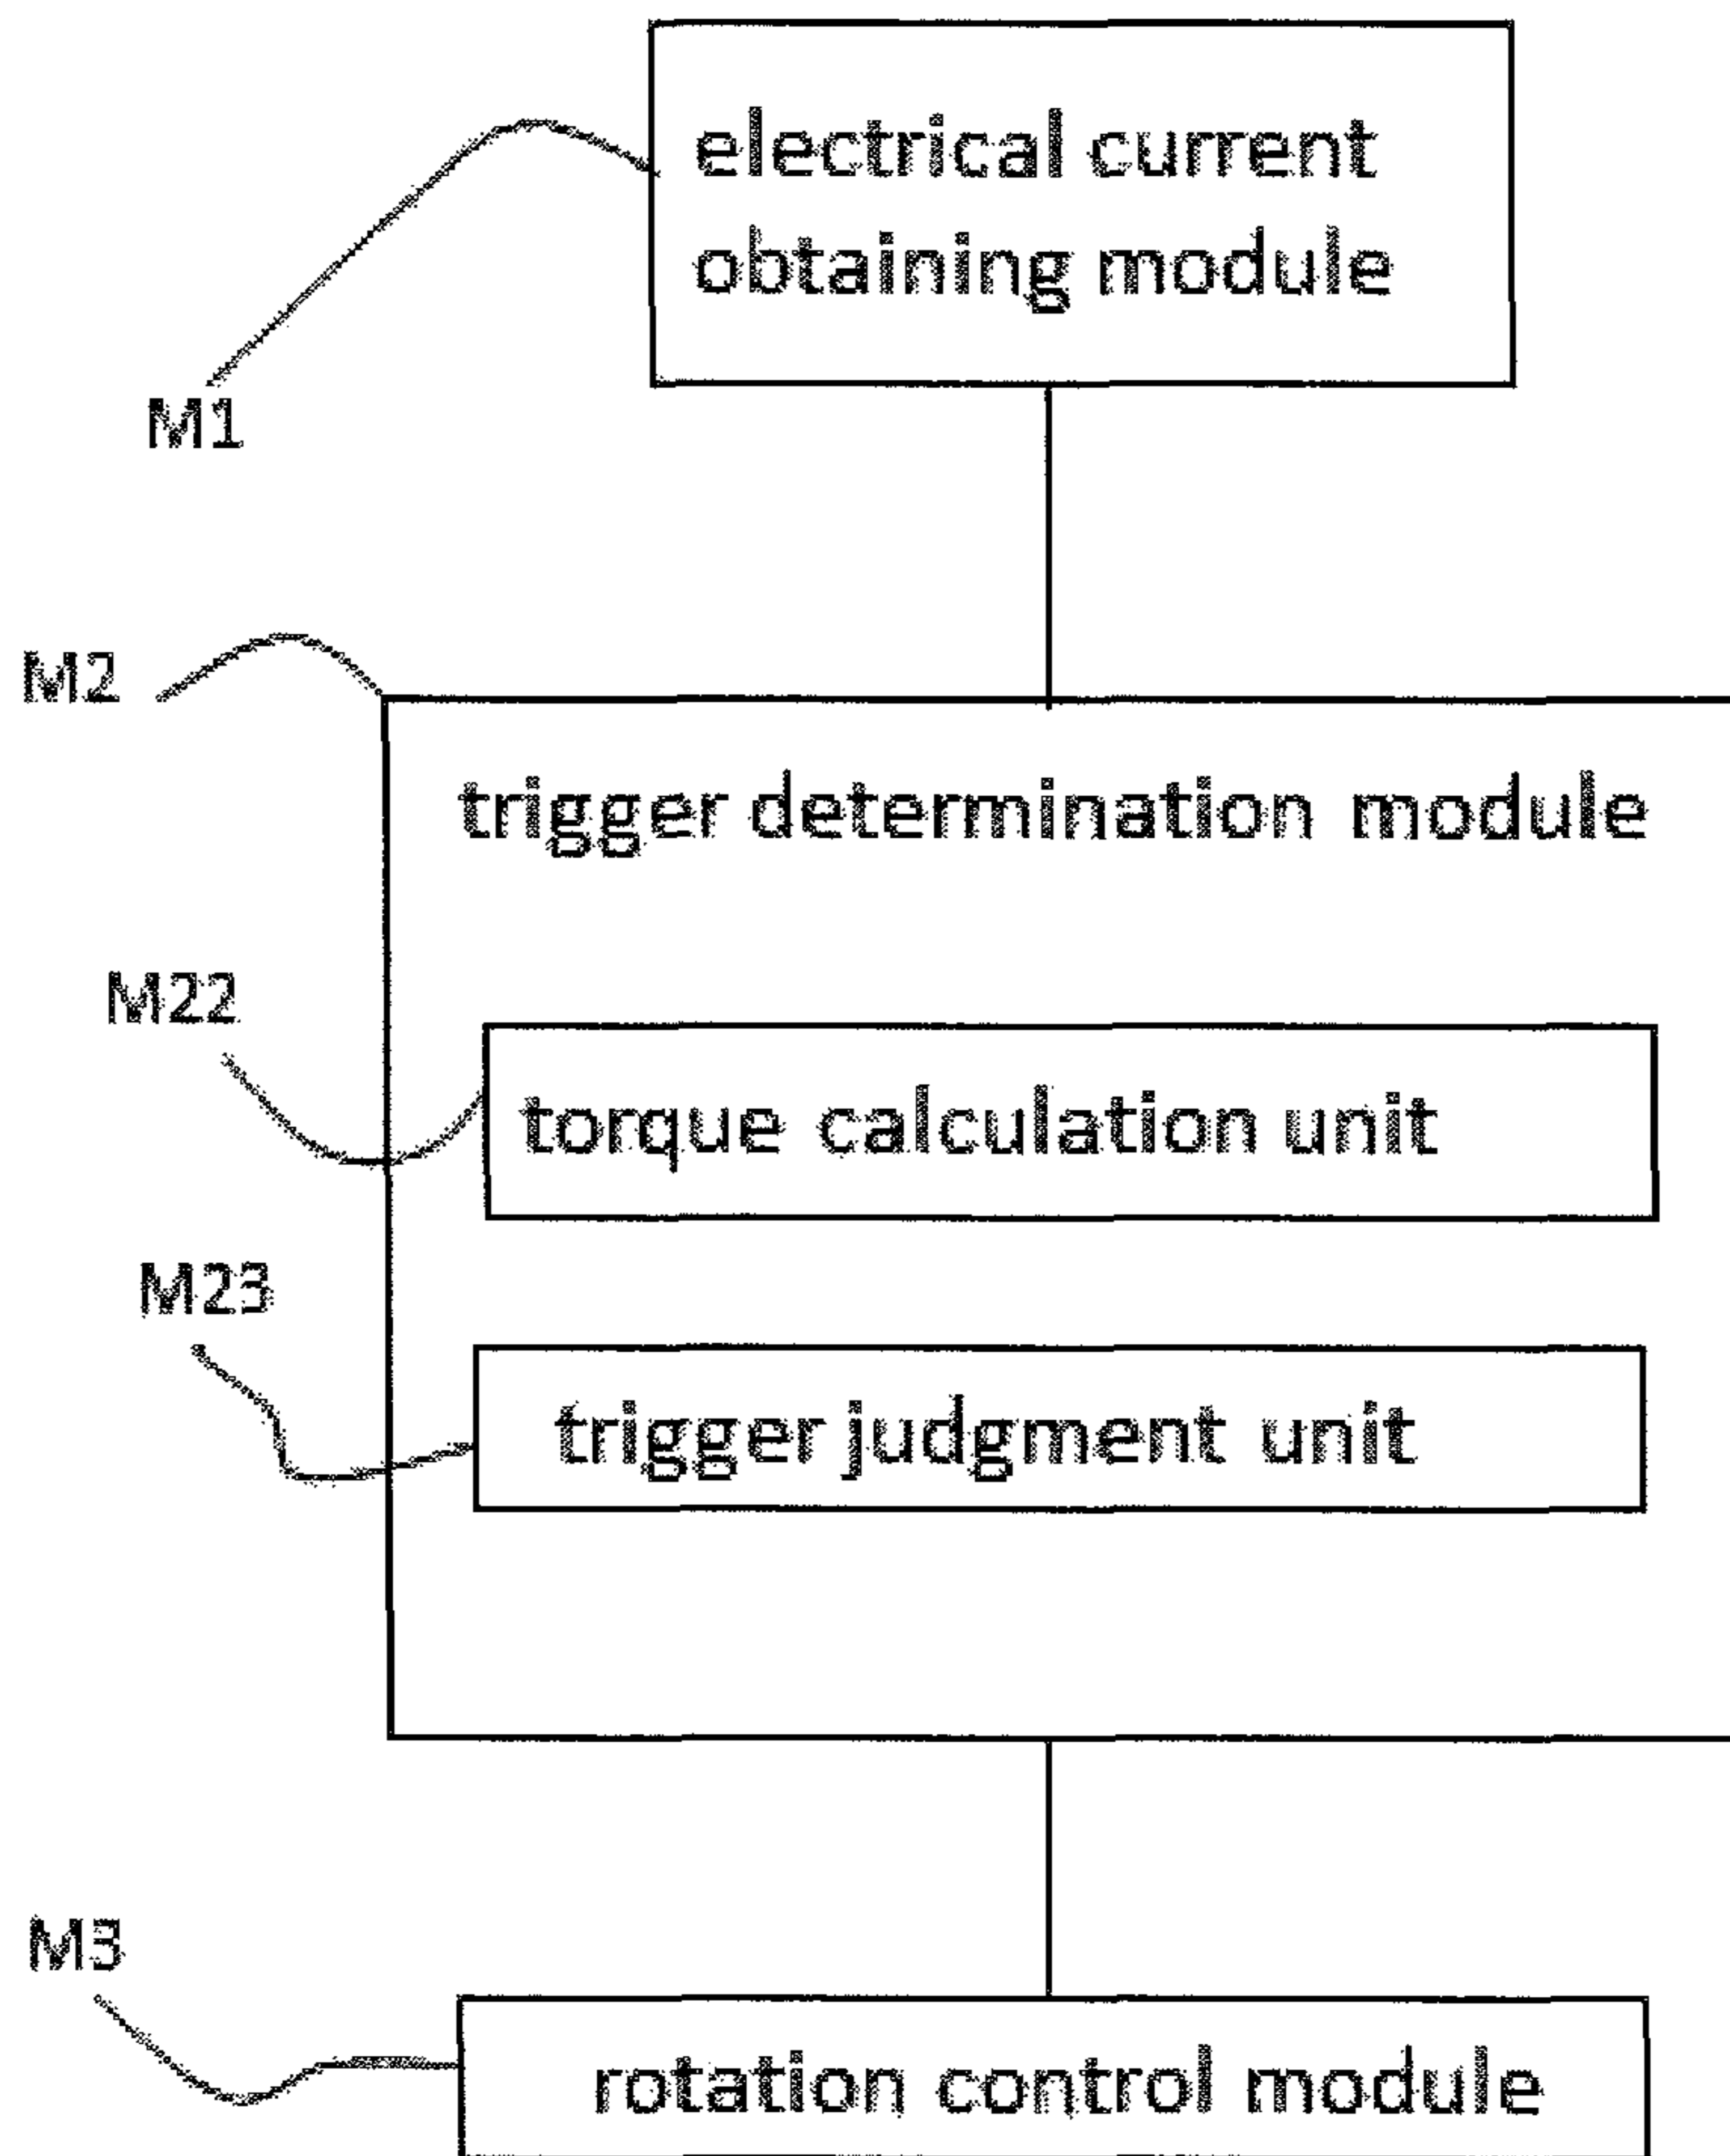 electrical current
obtaining module
M1
M2
trigger determination module
M22
torque calculation unit
M23
trigger judgment unit
M3
rotation control module